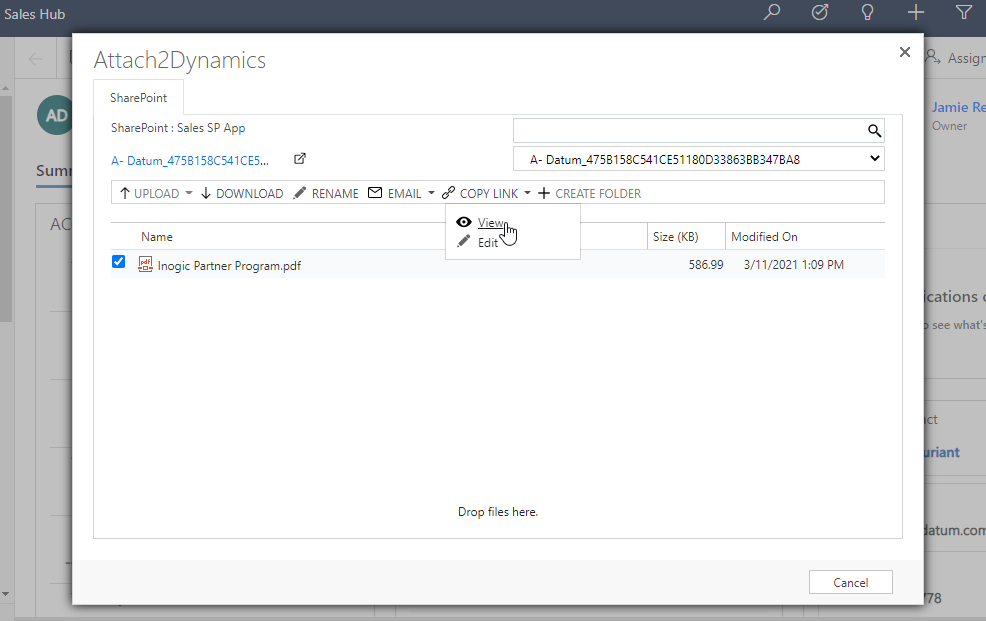 Sales Hub
Attach2Dynamics
Assign
SharePoint
AD
Jamie Re
Owner
SharePoint : Sales SP App
A- Datum_475B158C541CE5...
A- Datum_475B158C541CE51180D33863BB347BA8
Summ
UPLOAD DOWNLOAD RENAME EMAIL COPY LINK CREATE FOLDER
AC
View
Edit
Name Size (KB) Modified On
pdf Inogic Partner Program.pdf 586.99 3/11/2021 1:09 PM
ications
o see what's
act
uriant
Drop files here.
datum.com
Cancel
778